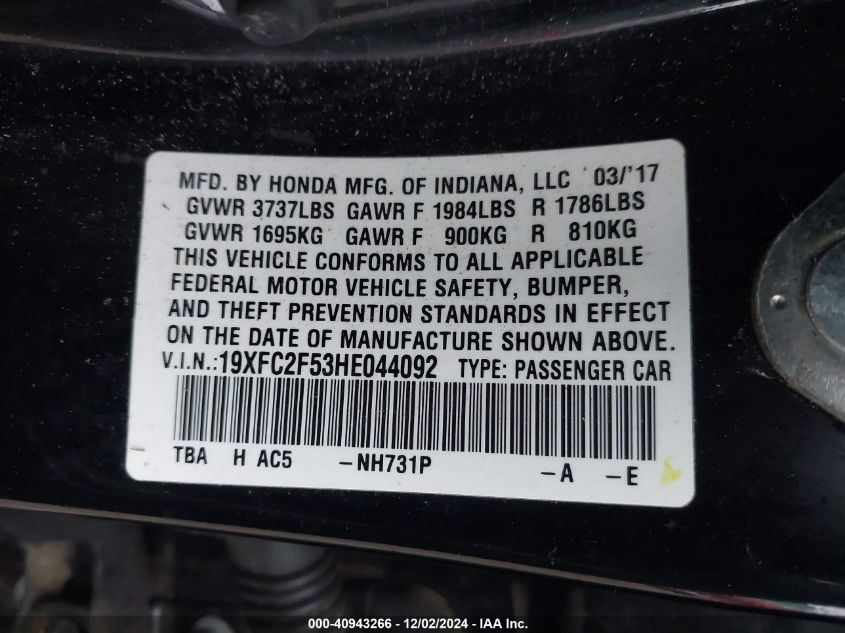 MFD. BY HONDA MFG. OF INDIANA, LLC 03/'17
GVWR 3737LBS GAWR F 1984LBS R 1786LBS
GVWR 1695KG GAWR F 900KG R 810KG
THIS VEHICLE CONFORMS TO ALL APPLICABLE
FEDERAL MOTOR VEHICLE SAFETY, BUMPER,
AND THEFT PREVENTION STANDARDS IN EFFECT
ON THE DATE OF MANUFACTURE SHOWN ABOVE.
V.I.N.:19XFC2F53HE044092 TYPE: PASSENGER CAR
TBA H AC5 -NH731P -A -E
000-40943266 - 12/02/2024 - IAA Inc.